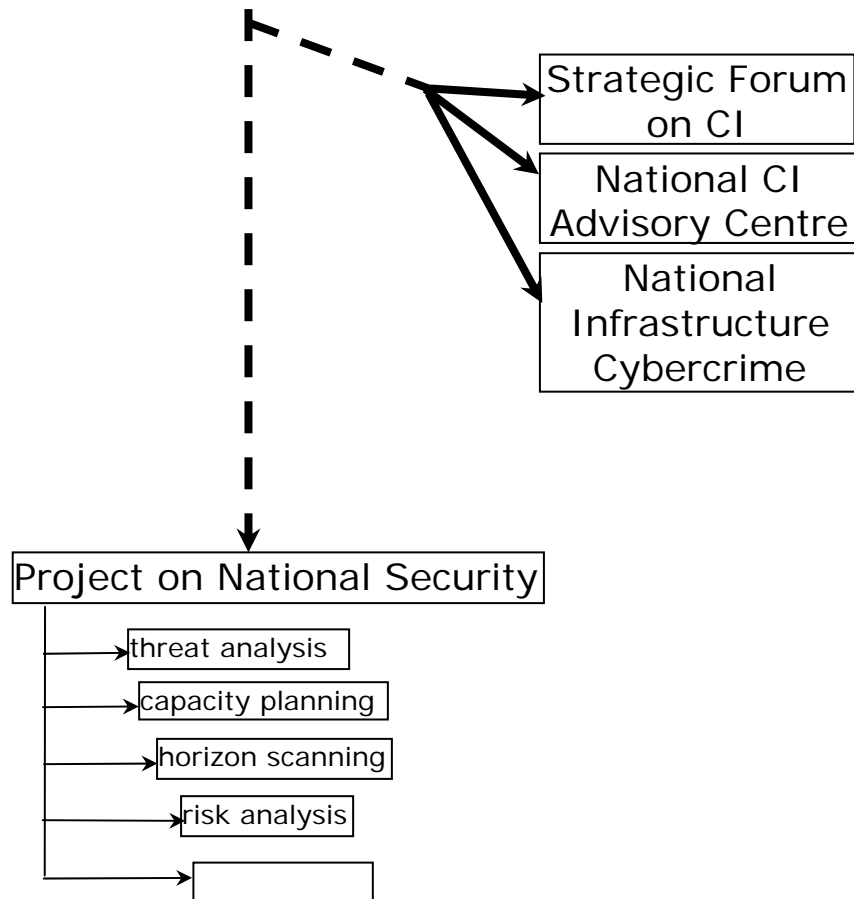 Strategic Forum
on CI
National CI
Advisory Centre
National
Infrastructure
Cybercrime
Project on National Security
threat analysis
capacity planning
horizon scanning
risk analysis